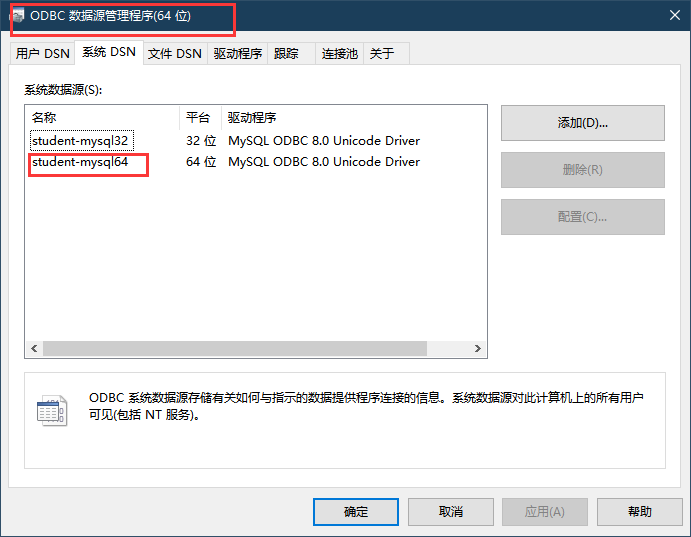 ODBC 数据源管理程序(64 位)
用户 DSN 系统 DSN 文件 DSN 驱动程序 跟踪 连接池 关于
系统数据源(S):
名称 平台 驱动程序
student-mysql32 32 位 MySQL ODBC 8.0 Unicode Driver
student-mysql64 64 位 MySQL ODBC 8.0 Unicode Driver
添加(D)...
删除(R)
配置(C)...
ODBC 系统数据源存储有关如何与指示的数据提供程序连接的信息。系统数据源对此计算机上的所有用户
可见(包括 NT 服务)。
确定 取消 应用(A) 帮助